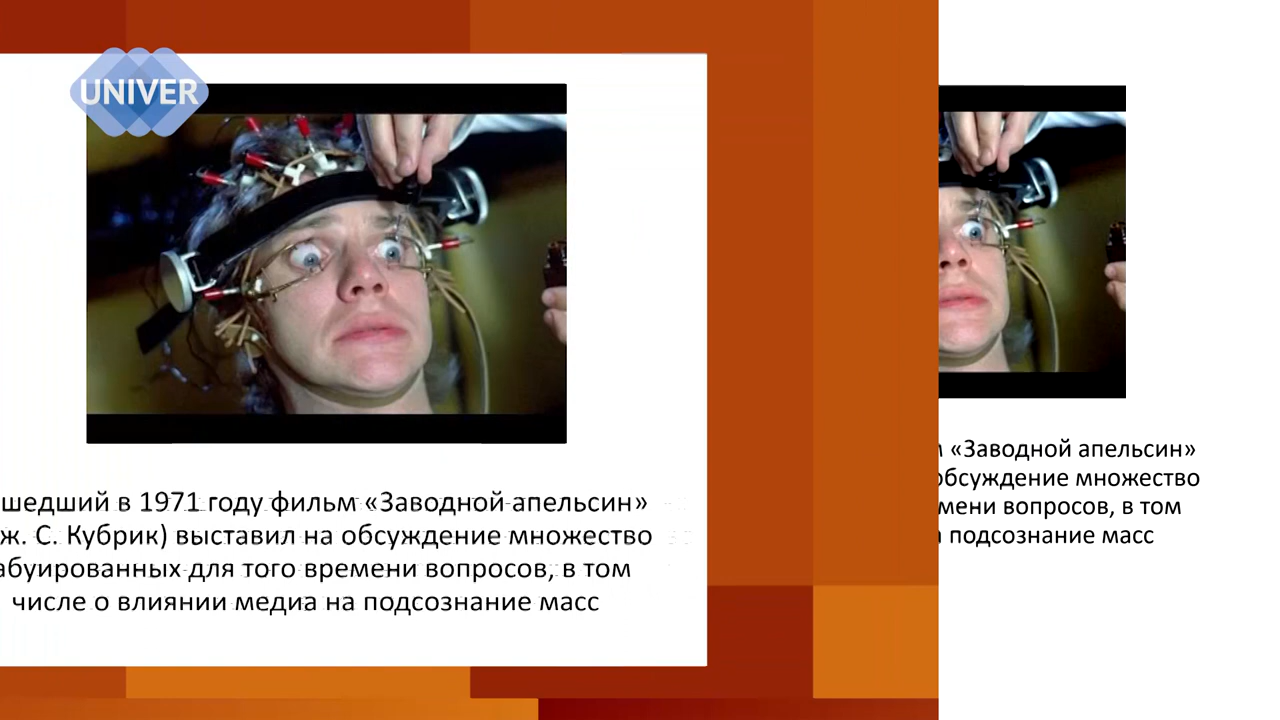 UNIVER
шедший в 1971 году фильм «Заводной апельсин»
ж. С. Кубрик) выставил на обсуждение множество
абуированных для того времени вопросов, в том
числе о влиянии медиа на подсознание масс
«Заводной апельсин»
обсуждение множество
мени вопросов, в том
подсознание масс